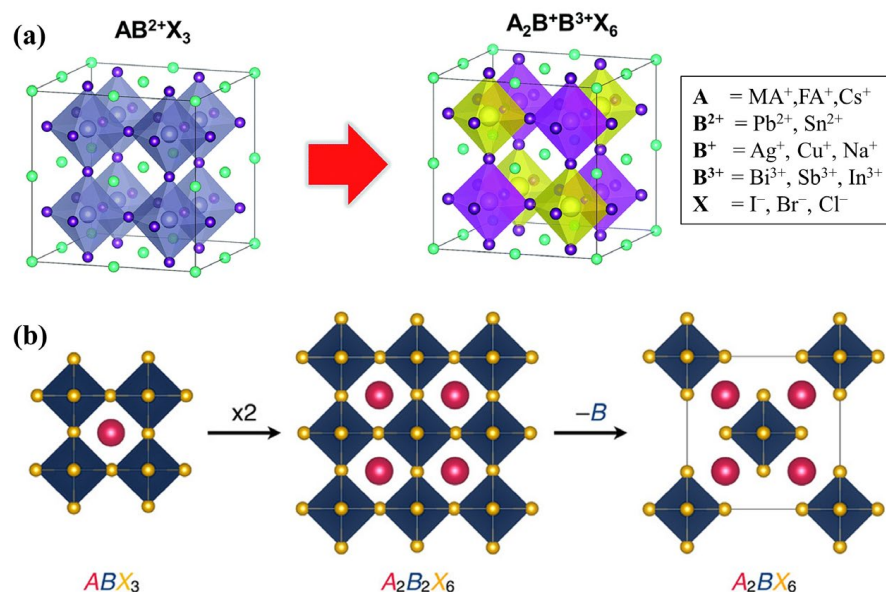 (a)
AB²⁺X₃
A₂B⁺B³⁺X₆
A = MA⁺,FA⁺,Cs⁺
B²⁺ = Pb²⁺, Sn²⁺
B⁺ = Ag⁺, Cu⁺, Na⁺
B³⁺ = Bi³⁺, Sb³⁺, In³⁺
X = I⁻, Br⁻, Cl⁻
(b)
x2
–B
ABX₃
A₂B₂X₆
A₂BX₆